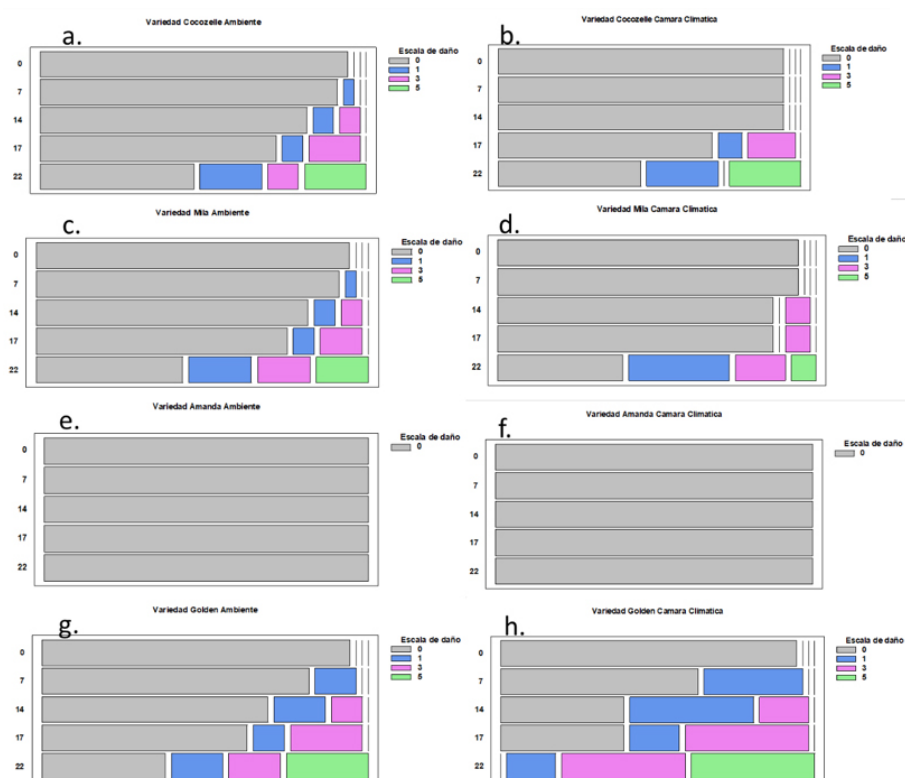 Variedad Cocozelle Ambiente
a.
Escala de daño
0
1
3
5
0
7
14
17
22
Variedad Cocozelle Camara Climatica
b.
Escala de daño
0
1
3
5
0
7
14
17
22
Variedad Mila Ambiente
c.
Escala de daño
0
1
3
5
0
7
14
17
22
Variedad Mila Camara Climatica
d.
Escala de daño
0
1
3
5
0
7
14
17
22
Variedad Amanda Ambiente
e.
Escala de daño
0
0
7
14
17
22
Variedad Amanda Camara Climatica
f.
Escala de daño
0
0
7
14
17
22
Variedad Golden Ambiente
g.
Escala de daño
0
1
3
5
0
7
14
17
22
Variedad Golden Camara Climatica
h.
Escala de daño
0
1
3
5
0
7
14
17
22